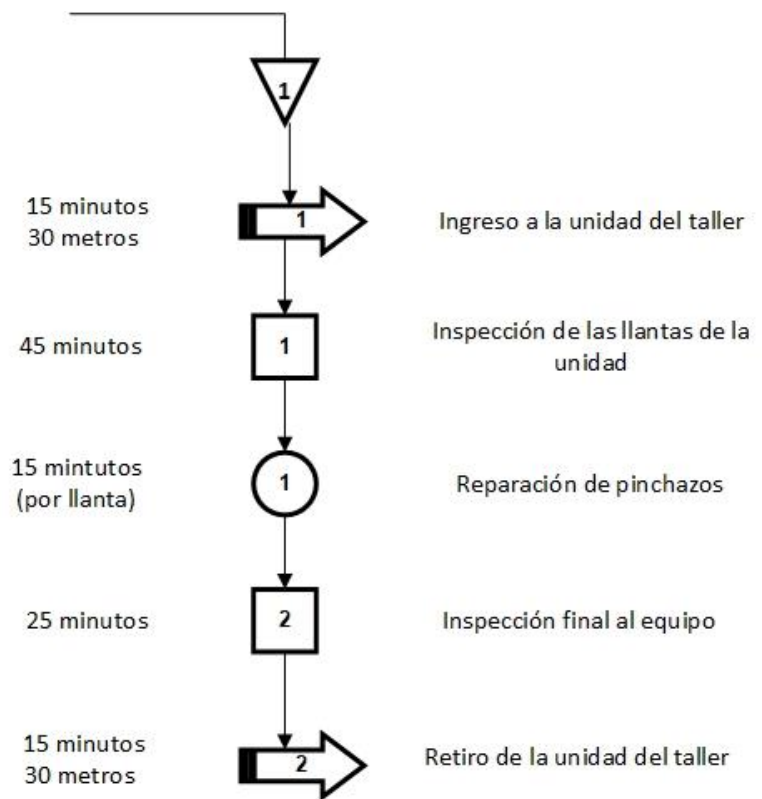 1
15 minutos
30 metros
1
Ingreso a la unidad del taller
45 minutos
1
Inspección de las llantas de la
unidad
15 mintutos
(por llanta)
1
Reparación de pinchazos
25 minutos
2
Inspección final al equipo
15 minutos
30 metros
2
Retiro de la unidad del taller